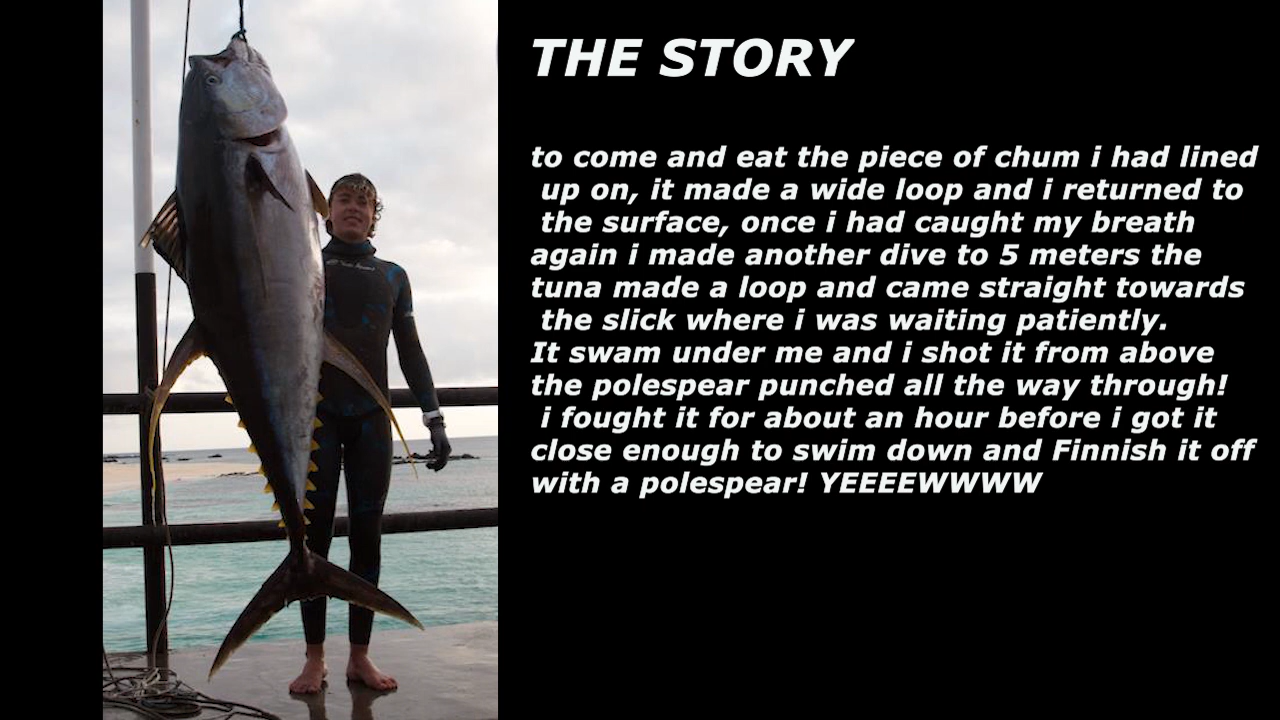 THE STORY
to come and eat the piece of chum i had lined
up on, it made a wide loop and i returned to
the surface, once i had caught my breath
again i made another dive to 5 meters the
tuna made a loop and came straight towards
the slick where i was waiting patiently.
It swam under me and i shot it from above
the polespear punched all the way through!
i fought it for about an hour before i got it
close enough to swim down and Finnish it off
with a polespear! YEEEEWWWW